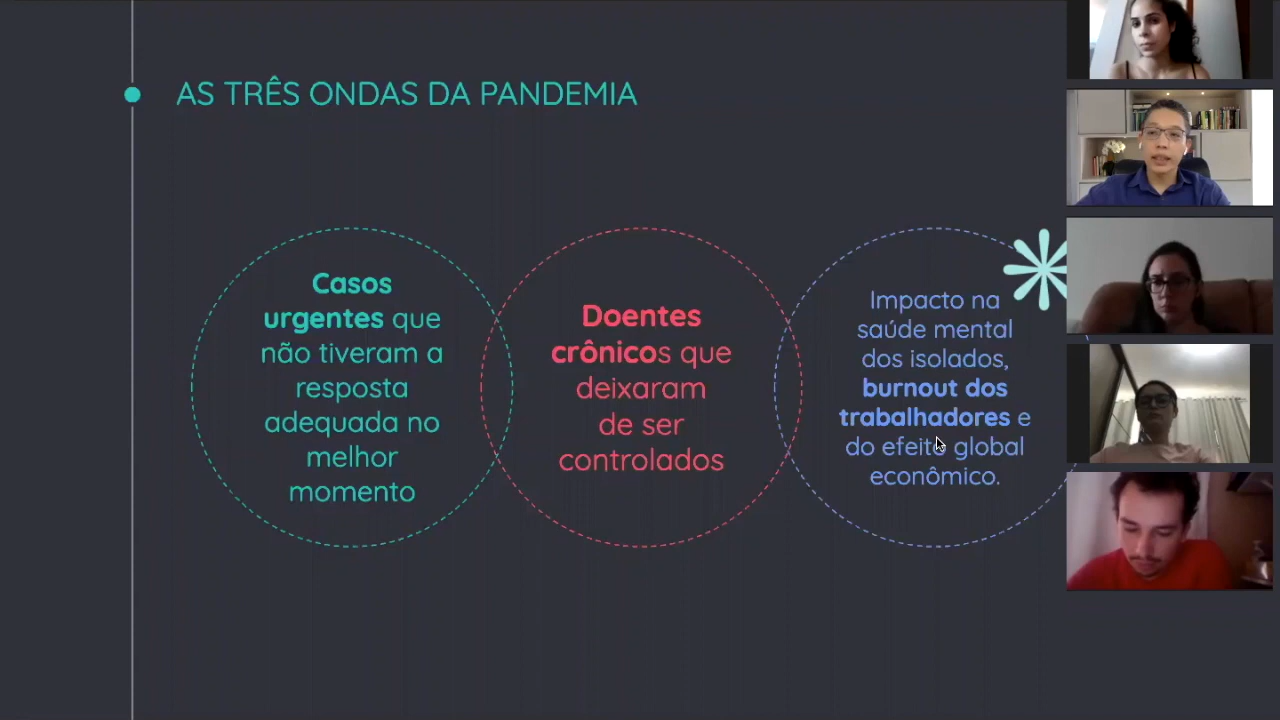 AS TRÊS ONDAS DA PANDEMIA
Casos
urgentes que
não tiveram a
resposta
adequada no
melhor
momento
Doentes
crônicos que
deixaram
de ser
controlados
Impacto na
saúde mental
dos isolados,
burnout dos
trabalhadores e
do efeito global
econômico.